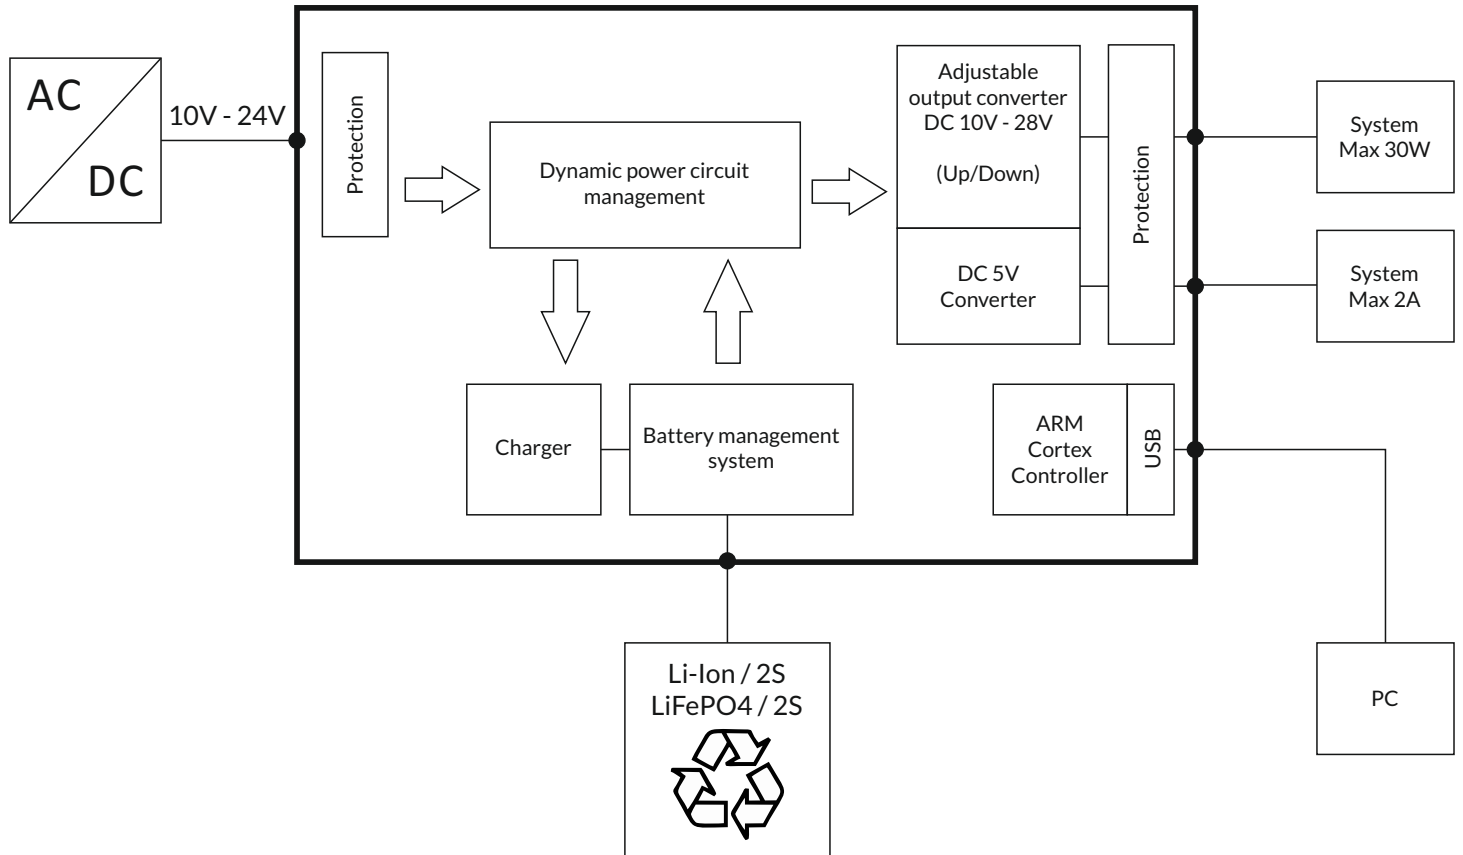 AC
DC
10V - 24V
Protection
Dynamic power circuit
management
Adjustable
output converter
DC 10V - 28V
(Up/Down)
DC 5V
Converter
Protection
System
Max 30W
System
Max 2A
Charger
Battery management
system
ARM
Cortex
Controller
USB
Li-Ion / 2S
LiFePO4 / 2S
PC